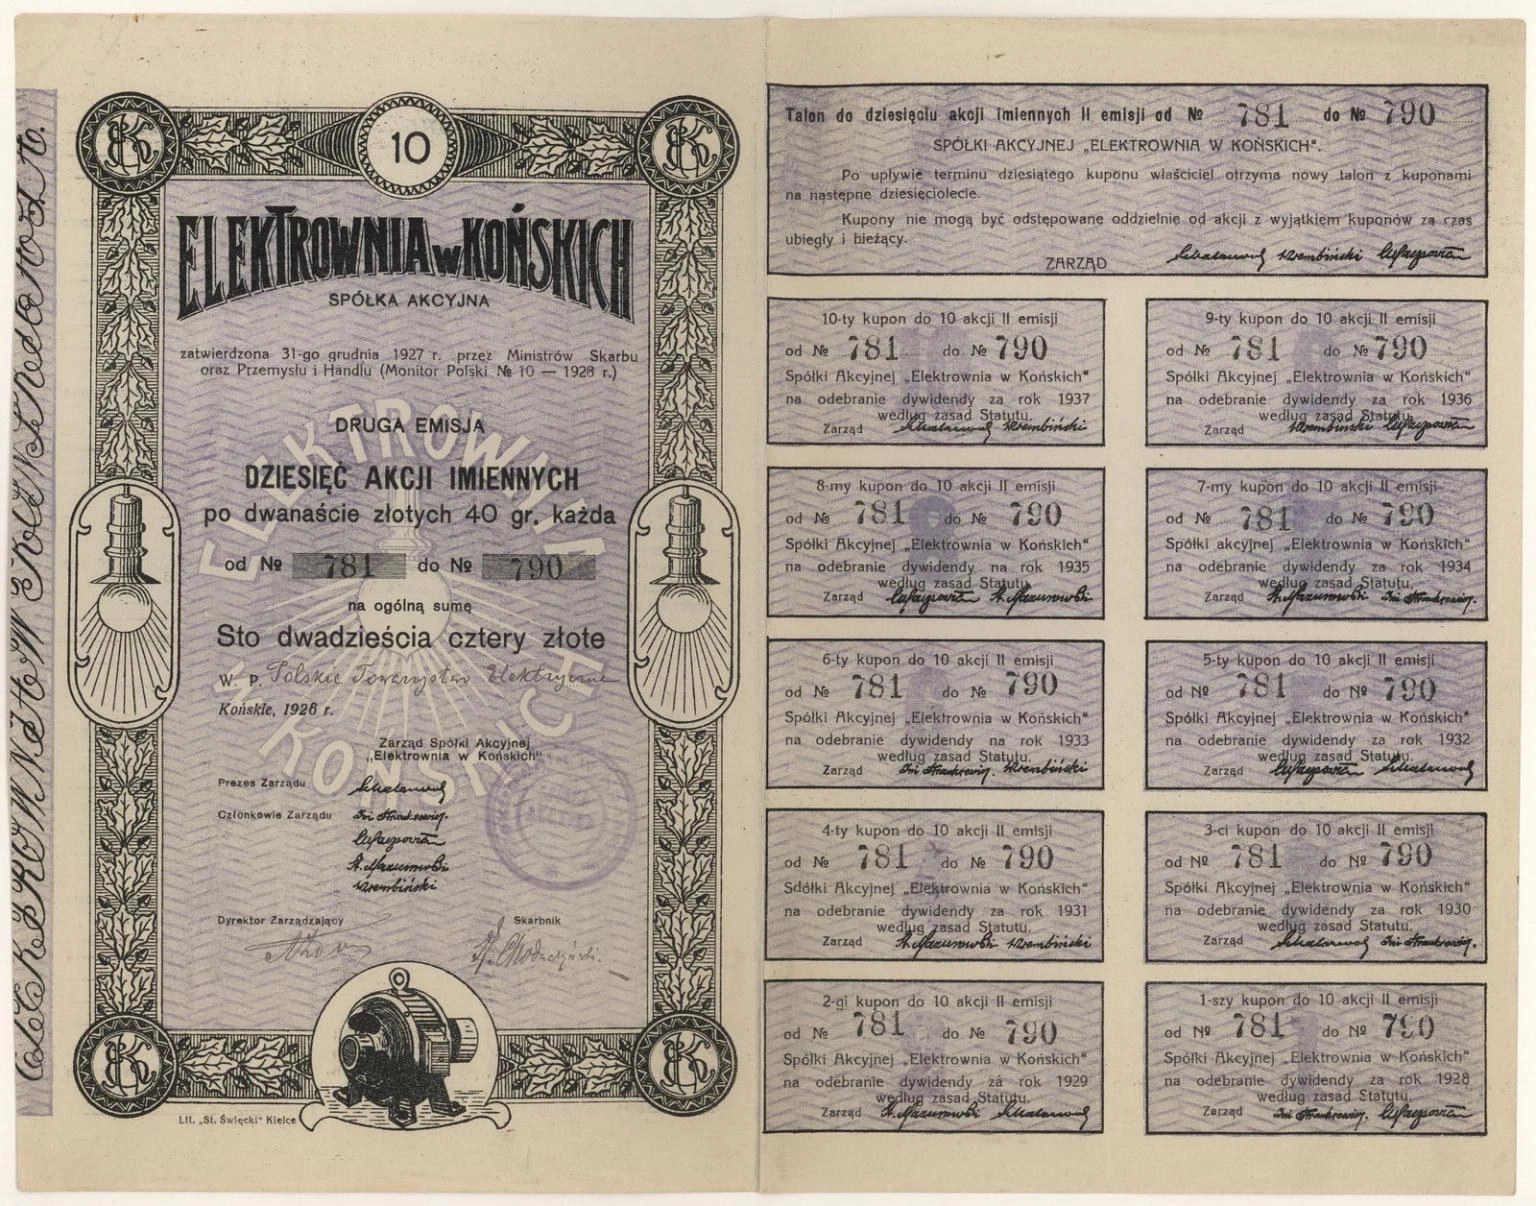 10
ELEKTROWNIA w KOŃSKICH
SPÓŁKA AKCYJNA
zatwierdzona 31-go grudnia 1927 r. przez Ministrów Skarbu
oraz Przemysłu i Handlu (Monitor Polski № 10 — 1928 r.)
DRUGA EMISJA
DZIESIĘĆ AKCJI IMIENNYCH
po dwanaście złotych 40 gr. każda
od № 781 do № 790
na ogólną sumę
Sto dwadzieścia cztery złote
W. P. Polskie Towarzystwo Elektryczne
Końskie, 1928 r.
ELEKTROWNIA
w KOŃSKICH
Zarząd Spółki Akcyjnej
„Elektrownia w Końskich“
Prezes Zarządu
Członkowie Zarządu
A. Mazurowski
Dyrektor Zarządzający Skarbnik
Lit. „St. Święcki“ Kielce
Talon do dziesięciu akcji imiennych II emisji od № 781 do № 790
SPÓŁKI AKCYJNEJ „ELEKTROWNIA W KOŃSKICH“.
Po upływie terminu dziesiątego kuponu właściciel otrzyma nowy talon z kuponami
na następne dziesięciolecie.
Kupony nie mogą być odstępowane oddzielnie od akcji z wyjątkiem kuponów za czas
ubiegły i bieżący.
ZARZĄD
10-ty kupon do 10 akcji II emisji
od № 781 do № 790
Spółki Akcyjnej „Elektrownia w Końskich“
na odebranie dywidendy za rok 1937
według zasad Statutu.
Zarząd
9-ty kupon do 10 akcji II emisji
od № 781 do № 790
Spółki Akcyjnej „Elektrownia w Końskich“
na odebranie dywidendy za rok 1936
według zasad Statutu.
Zarząd
8-my kupon do 10 akcji II emisji
od № 781 do № 790
Spółki Akcyjnej „Elektrownia w Końskich“
na odebranie dywidendy na rok 1935
według zasad Statutu.
Zarząd A. Mazurowski
7-my kupon do 10 akcji II emisji
od № 781 do № 790
Spółki akcyjnej „Elektrownia w Końskich“
na odebranie dywidendy za rok 1934
według zasad Statutu.
Zarząd A. Mazurowski
6-ty kupon do 10 akcji II emisji
od № 781 do № 790
Spółki Akcyjnej „Elektrownia w Końskich“
na odebranie dywidendy na rok 1933
według zasad Statutu.
Zarząd
5-ty kupon do 10 akcji II emisji
od № 781 do № 790
Spółki Akcyjnej „Elektrownia w Końskich“
na odebranie dywidendy za rok 1932
według zasad Statutu.
Zarząd
4-ty kupon do 10 akcji II emisji
od № 781 do № 790
Sdółki Akcyjnej „Elektrownia w Końskich“
na odebranie dywidendy za rok 1931
według zasad Statutu.
Zarząd A. Mazurowski
3-ci kupon do 10 akcji II emisji
od № 781 do № 790
Spółki Akcyjnej „Elektrownia w Końskich“
na odebranie dywidendy za rok 1930
według zasad Statutu.
Zarząd
2-gi kupon do 10 akcji II emisji
od № 781 do № 790
Spółki Akcyjnej „Elektrownia w Końskich“
na odebranie dywidendy za rok 1929
według zasad Statutu.
Zarząd A. Mazurowski
1-szy kupon do 10 akcji II emisji
od № 781 do № 790
Spółki Akcyjnej „Elektrownia w Końskich“
na odebranie dywidendy za rok 1928
według zasad Statutu.
Zarząd